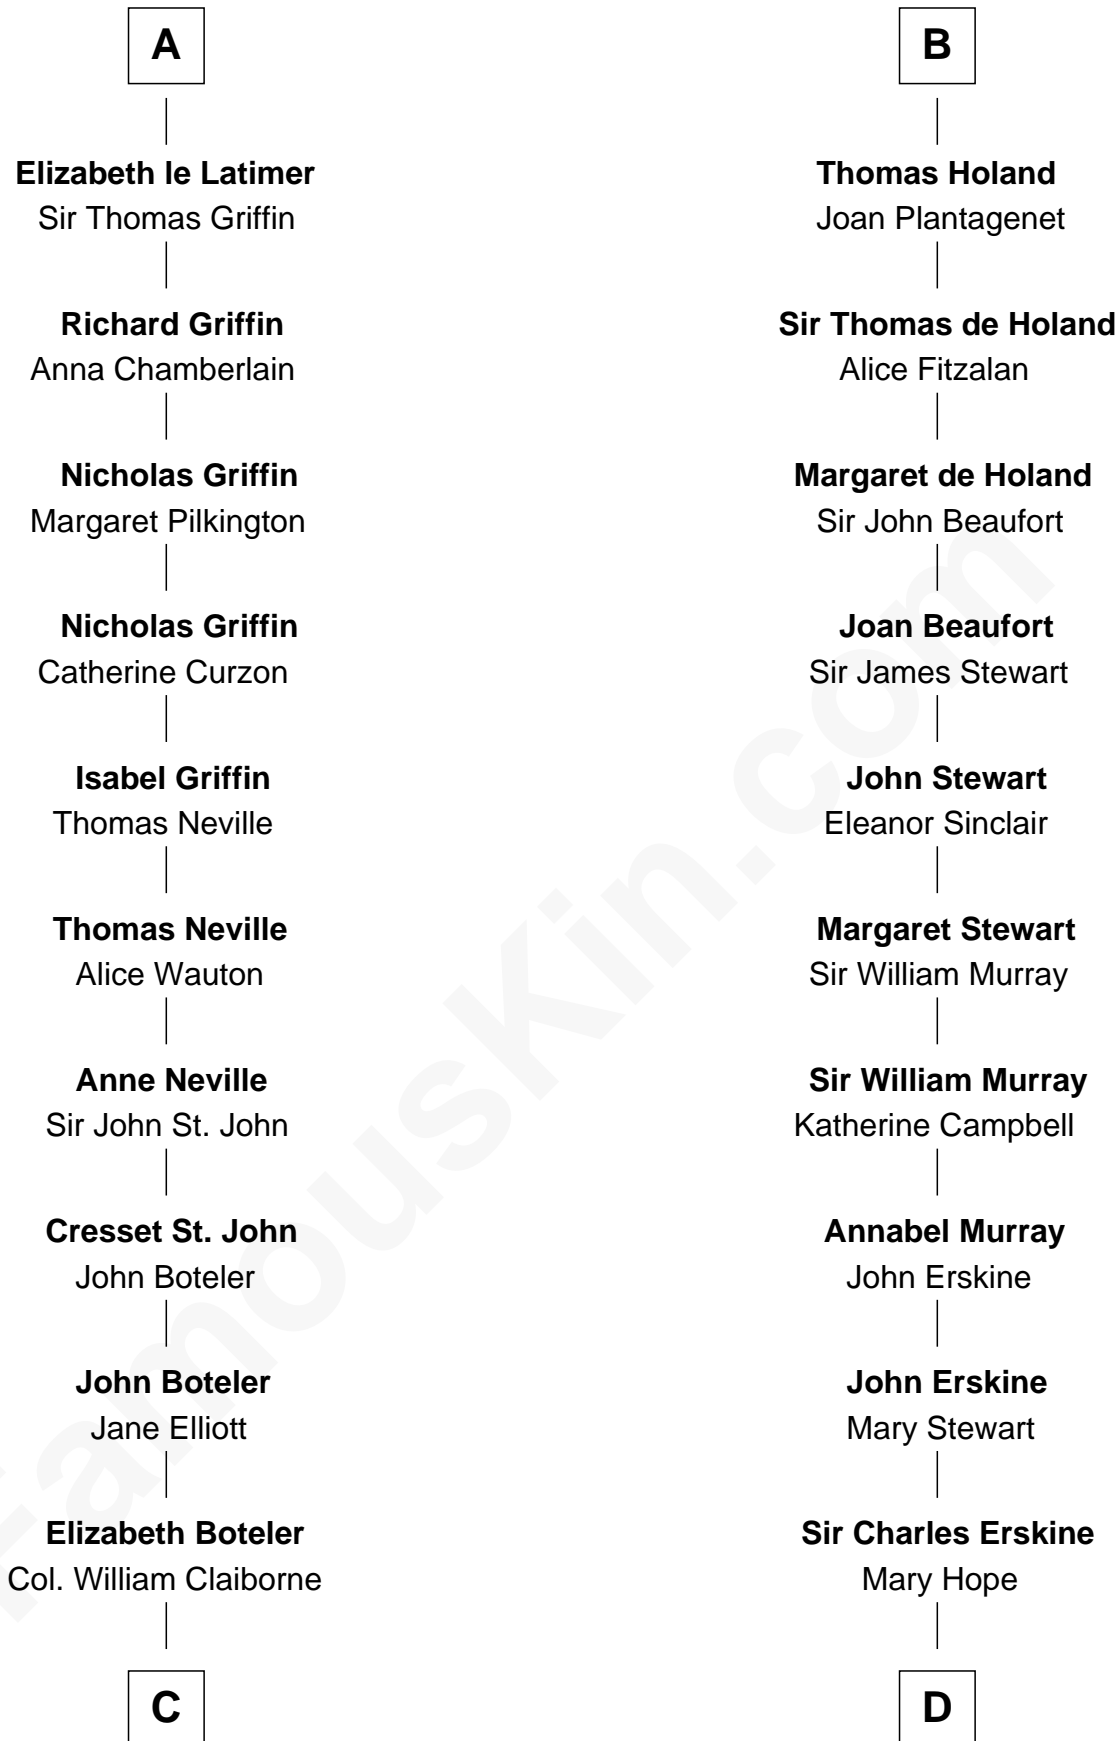 A
Elizabeth le Latimer
Sir Thomas Griffin
Richard Griffin
Anna Chamberlain
Nicholas Griffin
Margaret Pilkington
Nicholas Griffin
Catherine Curzon
Isabel Griffin
Thomas Neville
Thomas Neville
Alice Wauton
Anne Neville
Sir John St. John
Cresset St. John
John Boteler
John Boteler
Jane Elliott
Elizabeth Boteler
Col. William Claiborne
C
B
Thomas Holand
Joan Plantagenet
Sir Thomas de Holand
Alice Fitzalan
Margaret de Holand
Sir John Beaufort
Joan Beaufort
Sir James Stewart
John Stewart
Eleanor Sinclair
Margaret Stewart
Sir William Murray
Sir William Murray
Katherine Campbell
Annabel Murray
John Erskine
John Erskine
Mary Stewart
Sir Charles Erskine
Mary Hope
D
FamousKin.com